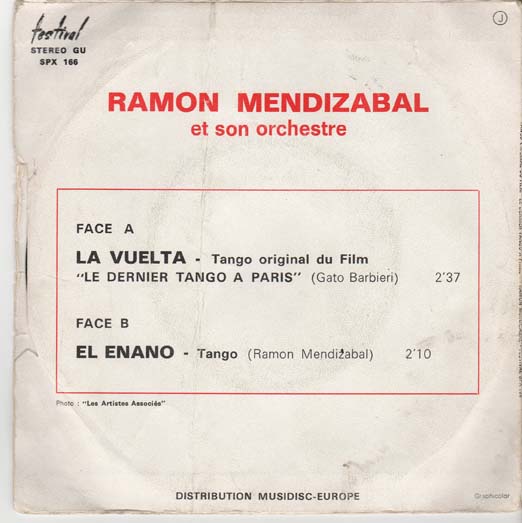 festival
STEREO GU
SPX 166
J
RAMON MENDIZABAL
et son orchestre
FACE A
LA VUELTA - Tango original du Film
"LE DERNIER TANGO A PARIS" (Gato Barbieri) 2'37
FACE B
EL ENANO - Tango (Ramon Mendizabal) 2'10
Photo : "Les Artistes Associés"
DISTRIBUTION MUSIDISC-EUROPE
Graphicolor